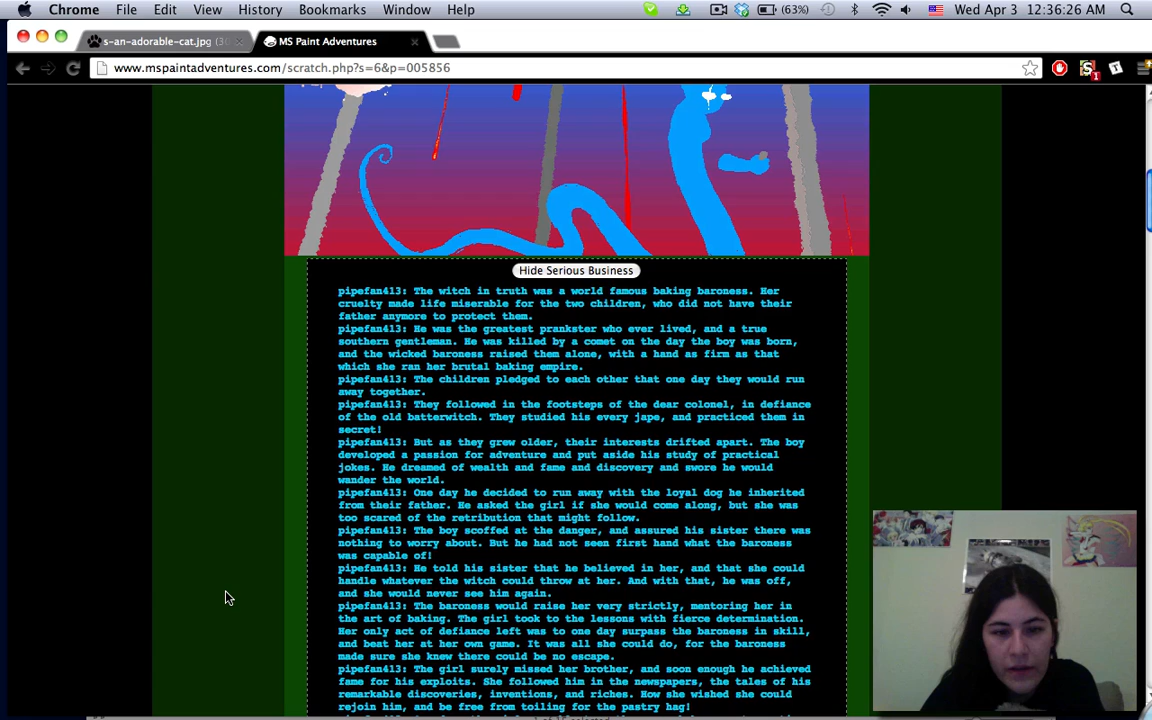 Chrome File Edit View History Bookmarks Window Help (63%) Wed Apr 3 12:36:26 AM
s-an-adorable-cat.jpg MS Paint Adventures
www.mspaintadventures.com/scratch.php?s=6&p=005856
Hide Serious Business
pipefan413: The witch in truth was a world famous baking baroness. Her
cruelty made life miserable for the two children, who did not have their
father anymore to protect them.
pipefan413: He was the greatest prankster who ever lived, and a true
southern gentleman. He was killed by a comet on the day the boy was born,
and the wicked baroness raised them alone, with a hand as firm as that
which she ran her brutal baking empire.
pipefan413: The children pledged to each other that one day they would run
away together.
pipefan413: They followed in the footsteps of the dear colonel, in defiance
of the old batterwitch. They studied his every jape, and practiced them in
secret!
pipefan413: But as they grew older, their interests drifted apart. The boy
developed a passion for adventure and put aside his study of practical
jokes. He dreamed of wealth and fame and discovery and swore he would
wander the world.
pipefan413: One day he decided to run away with the loyal dog he inherited
from their father. He asked the girl if she would come along, but she was
too scared of the retribution that might follow.
pipefan413: The boy scoffed at the danger, and assured his sister there was
nothing to worry about. But he had not seen first hand what the baroness
was capable of!
pipefan413: He told his sister that he believed in her, and that she could
handle whatever the witch could throw at her. And with that, he was off,
and she would never see him again.
pipefan413: The baroness would raise her very strictly, mentoring her in
the art of baking. The girl took to the lessons with fierce determination.
Her only act of defiance left was to one day surpass the baroness in skill,
and beat her at her own game. It was all she could do, for the baroness
made sure she knew there could be no escape.
pipefan413: The girl surely missed her brother, and soon enough he achieved
fame for his exploits. She followed him in the newspapers, the tales of his
remarkable discoveries, inventions, and riches. How she wished she could
rejoin him, and be free from toiling for the pastry hag!